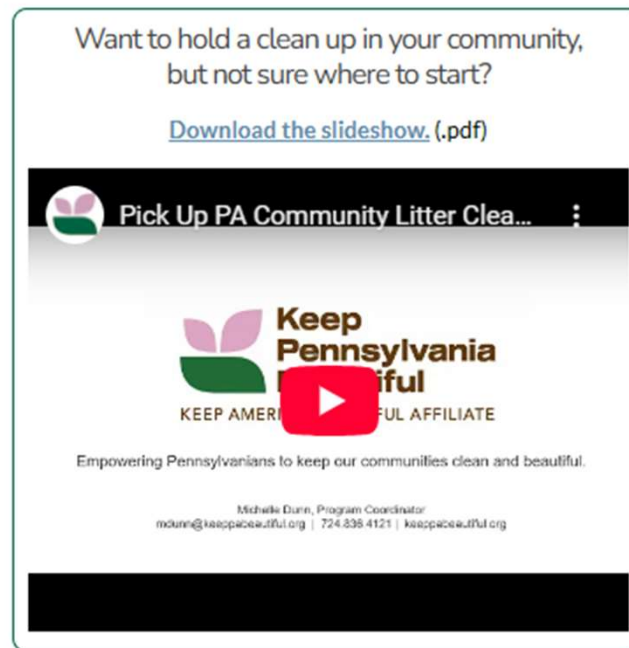 Want to hold a clean up in your community,
but not sure where to start?
Download the slideshow. (.pdf)
Pick Up PA Community Litter Clea...
Keep
Pennsylvania
KEEP AMERI FUL AFFILIATE
Empowering Pennsylvanians to keep our communities clean and beautiful.
Michelle Dunn, Program Coordinator
mdunn@keeppabeautiful.org | 724.836.4121 | keeppabeautiful.org